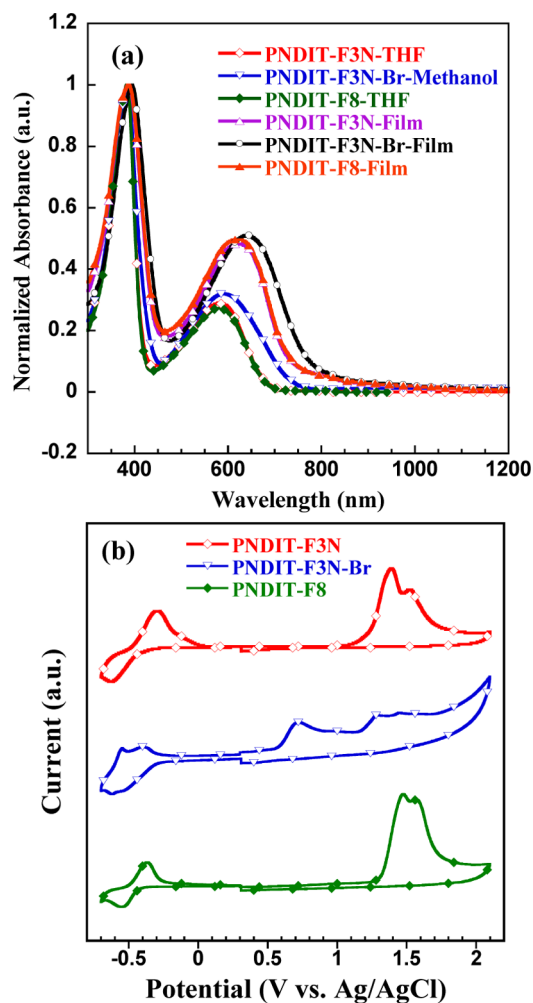 (a)
PNDIT-F3N-THF
PNDIT-F3N-Br-Methanol
PNDIT-F8-THF
PNDIT-F3N-Film
PNDIT-F3N-Br-Film
PNDIT-F8-Film
Normalized Absorbance (a.u.)
1.2
1
0.8
0.6
0.4
0.2
0
-0.2
400 600 800 1000 1200
Wavelength (nm)
(b)
PNDIT-F3N
PNDIT-F3N-Br
PNDIT-F8
Current (a.u.)
-0.5 0 0.5 1 1.5 2
Potential (V vs. Ag/AgCl)